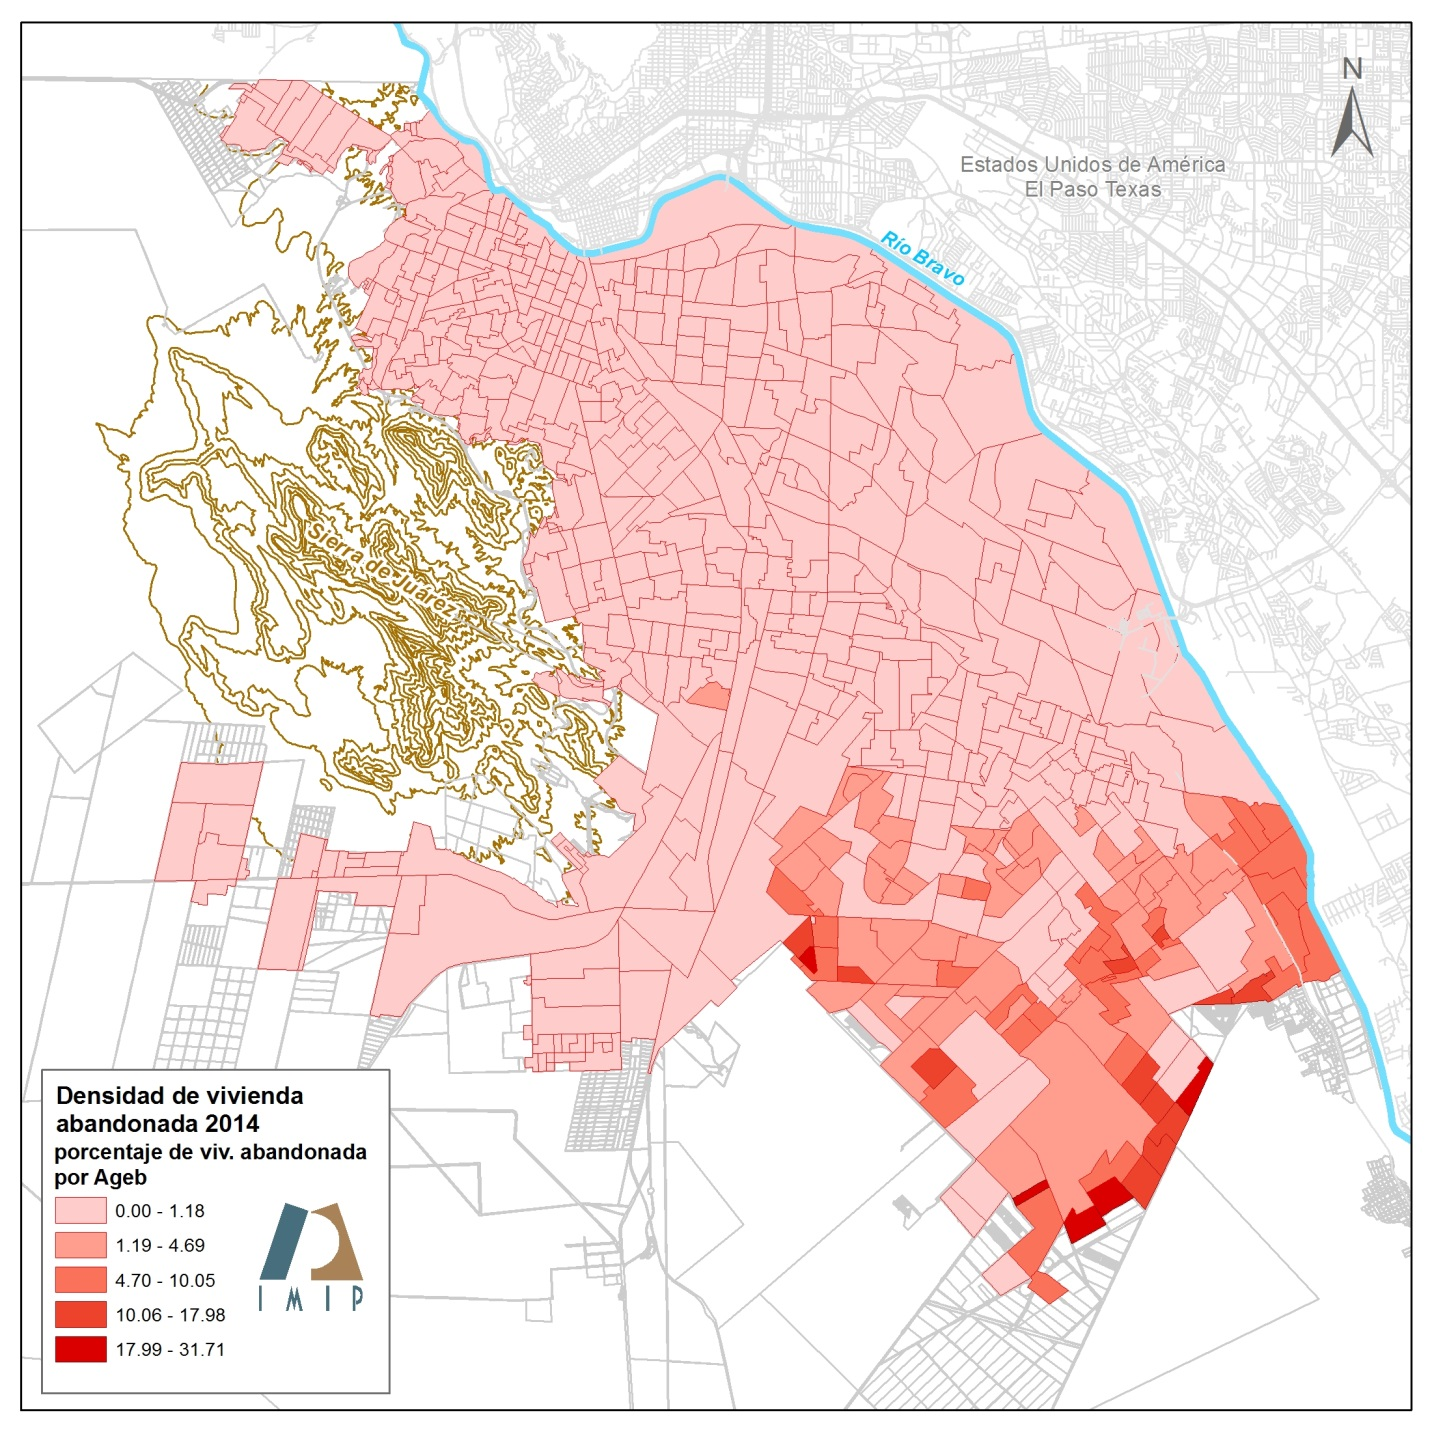 N
Estados Unidos de América
El Paso Texas
Río Bravo
Sierra de Juárez
Densidad de vivienda
abandonada 2014
porcentaje de viv. abandonada
por Ageb
0.00 - 1.18
1.19 - 4.69
4.70 - 10.05
10.06 - 17.98
17.99 - 31.71
IMIP